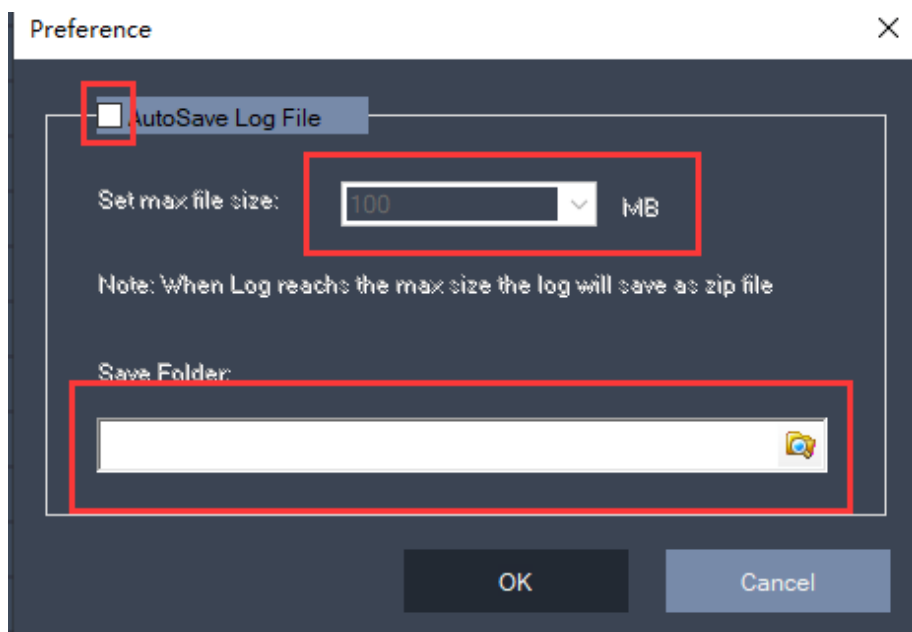 Preference
AutoSave Log File
Set max file size:
100
MB
Note: When Log reachs the max size the log will save as zip file
Save Folder:
OK
Cancel